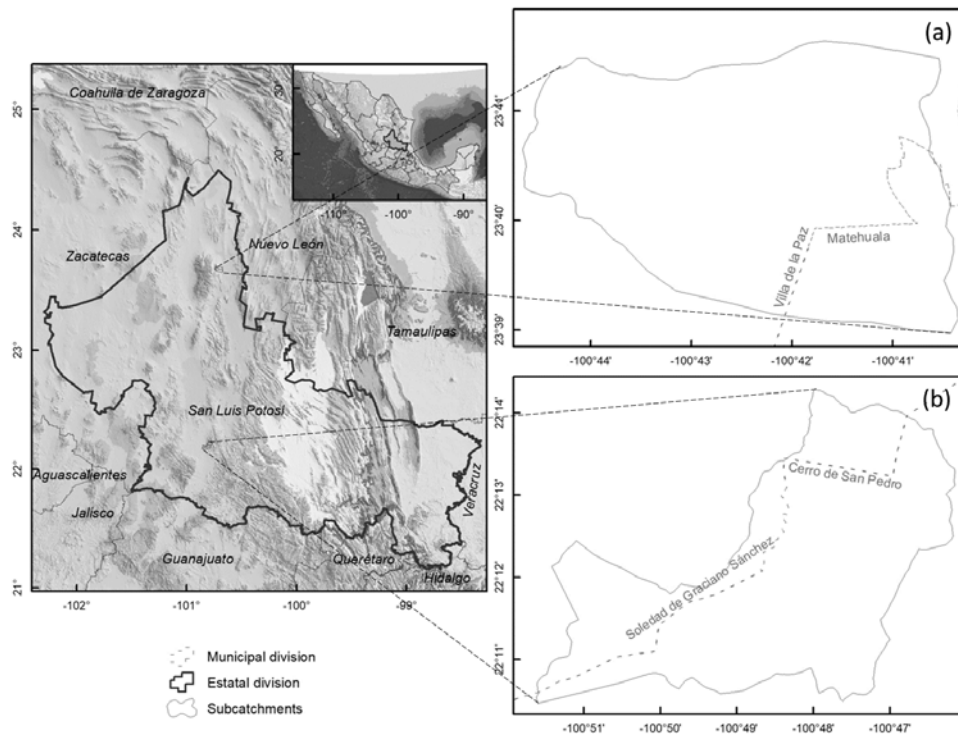 Coahuila de Zaragoza
Zacatecas
Nuevo León
Tamaulipas
San Luis Potosí
Aguascalientes
Jalisco
Guanajuato
Querétaro
Hidalgo
Veracruz
25°
24°
23°
22°
21°
-102°
-101°
-100°
-99°
30°
20°
-110°
-100°
-90°
Municipal division
Estatal division
Subcatchments
(a)
23°41'
23°40'
23°39'
Villa de la Paz
Matehuala
-100°44'
-100°43'
-100°42'
-100°41'
(b)
22°14'
22°13'
22°12'
22°11'
Cerro de San Pedro
Soledad de Graciano Sánchez
-100°51'
-100°50'
-100°49'
-100°48'
-100°47'